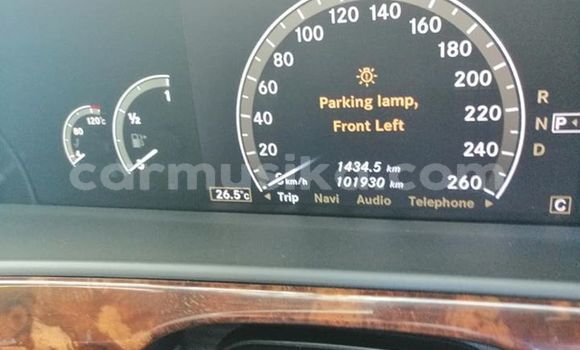 120 140
100 160
80 180
60 200
40 220
20 240
260
Parking lamp,
Front Left
1434.5 km
101930 km
km/h
26.5°C
Trip Navi Audio Telephone
R
N P
D
C
120°C
80
1
½
carmusika.com